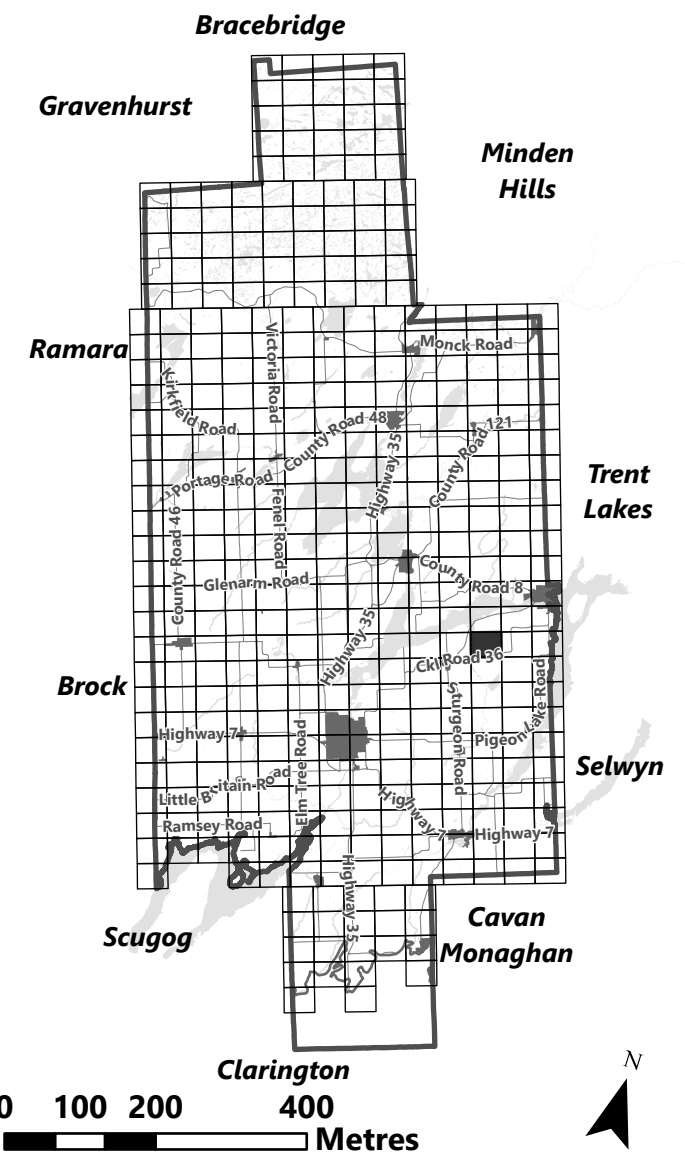 Bracebridge
Gravenhurst
Minden
Hills
Ramara
Monck Road
Victoria Road
Kirkfield Road
County Road 48
Highway 35
County Road 121
Portage Road
Trent
Lakes
Fenel Road
County Road 46
Glenarm Road
County Road 8
Highway 35
Ckl Road 36
Brock
Sturgeon Road
Pigeon Lake Road
Highway 7
Elm Tree Road
Selwyn
Little Britain Road
Highway 7
Ramsey Road
Highway 7
Highway 35
Scugog
Cavan
Monaghan
Clarington
N
0 100 200 400
Metres